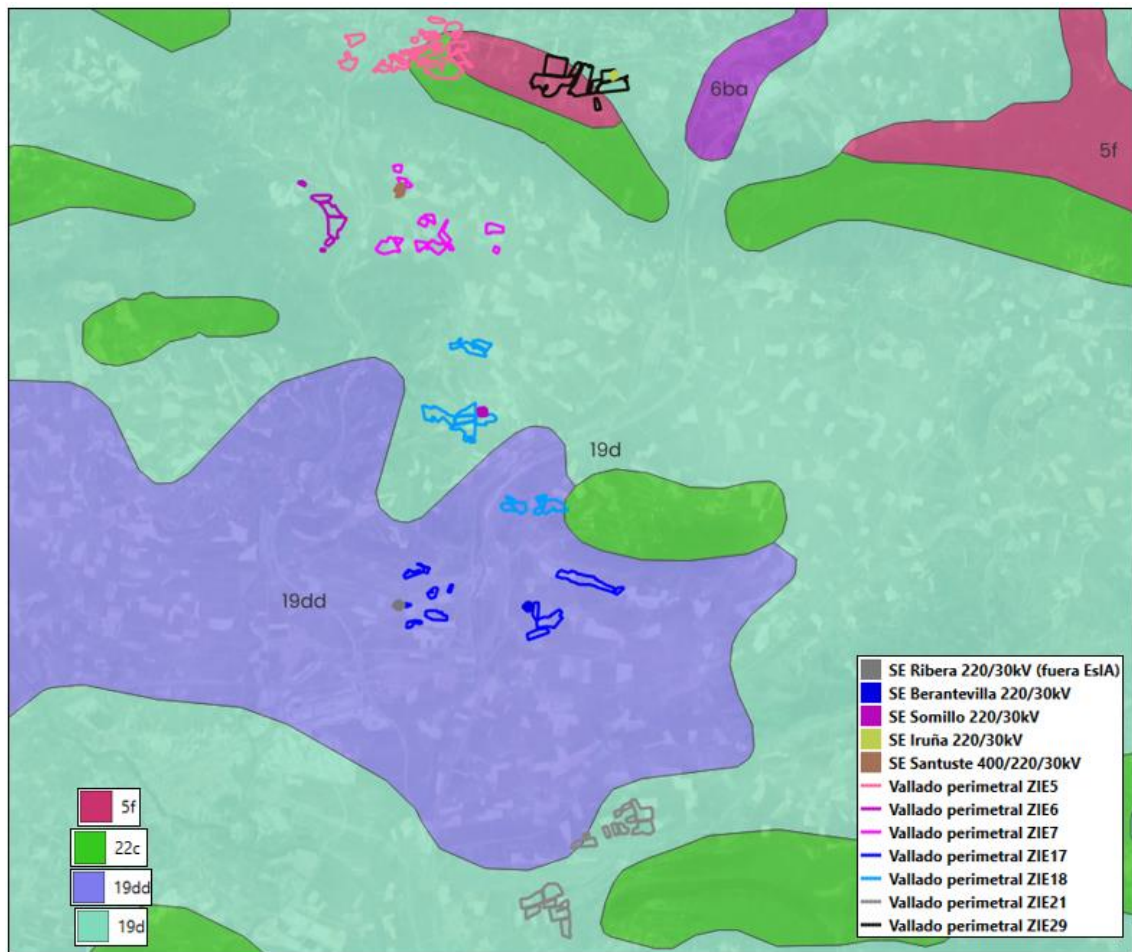 6ba
5f
19d
19dd
SE Ribera 220/30kV (fuera EsIA)
SE Berantevilla 220/30kV
SE Somillo 220/30kV
SE Iruña 220/30kV
SE Santuste 400/220/30kV
Vallado perimetral ZIE5
Vallado perimetral ZIE6
Vallado perimetral ZIE7
Vallado perimetral ZIE17
Vallado perimetral ZIE18
Vallado perimetral ZIE21
Vallado perimetral ZIE29
5f
22c
19dd
19d